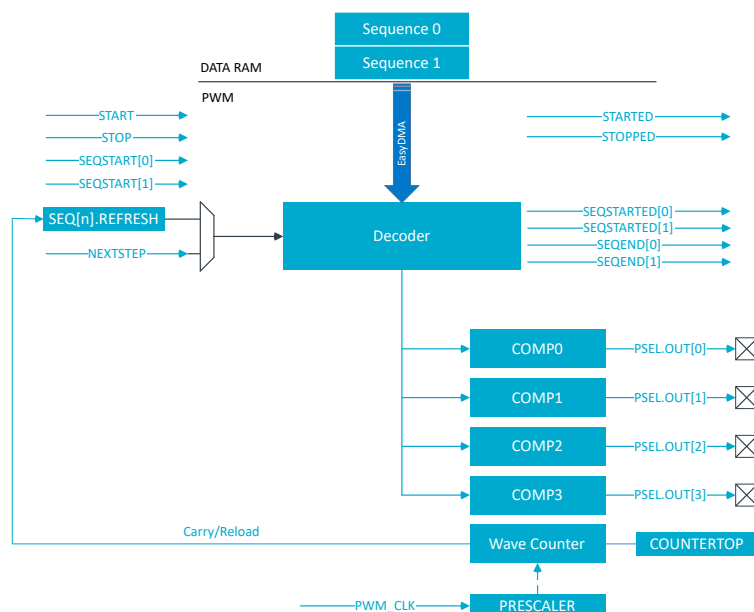 Sequence 0
Sequence 1
DATA RAM
PWM
START
STOP
SEQSTART[0]
SEQSTART[1]
EasyDMA
STARTED
STOPPED
SEQ[n].REFRESH
NEXTSTEP
Decoder
SEQSTARTED[0]
SEQSTARTED[1]
SEQEND[0]
SEQEND[1]
COMP0
PSEL.OUT[0]
COMP1
PSEL.OUT[1]
COMP2
PSEL.OUT[2]
COMP3
PSEL.OUT[3]
Carry/Reload
Wave Counter
COUNTERTOP
PWM_CLK
PRESCALER